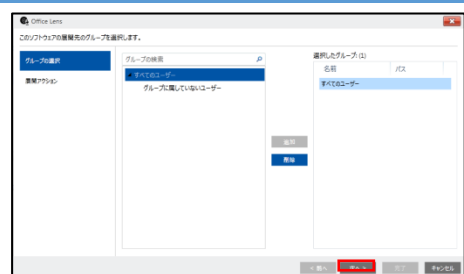 Office Lens
このソフトウェアの展開先のグループを選択します。
グループの選択
展開アクション
グループの検索
すべてのユーザー
グループに属していないユーザー
追加
削除
選択したグループ: (1)
名前 パス
すべてのユーザー
< 前へ 次へ > 完了 キャンセル